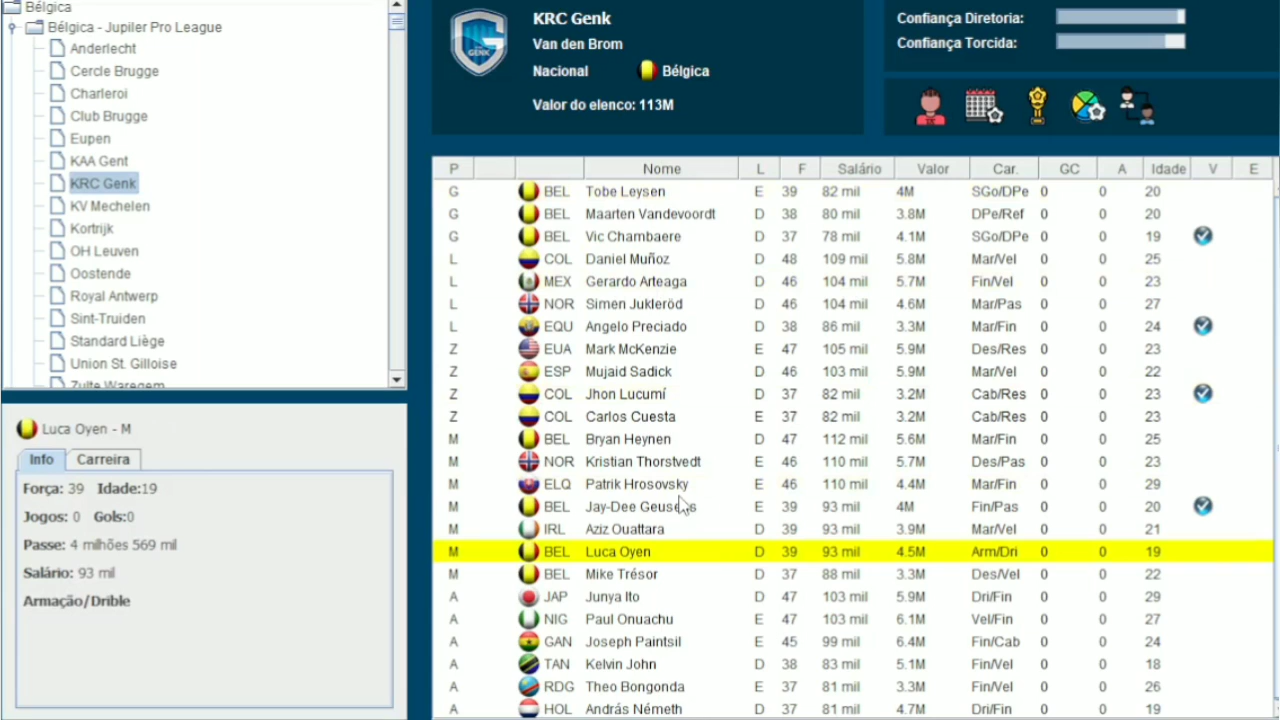 Bélgica
Bélgica - Jupiler Pro League
Anderlecht
Cercle Brugge
Charleroi
Club Brugge
Eupen
KAA Gent
KRC Genk
KV Mechelen
Kortrijk
OH Leuven
Oostende
Royal Antwerp
Sint-Truiden
Standard Liège
Union St. Gilloise
Zulte Waregem
Luca Oyen - M
Info Carreira
Força: 39 Idade:19
Jogos: 0 Gols:0
Passe: 4 milhões 569 mil
Salário: 93 mil
Armação/Drible
GENK
KRC Genk
Van den Brom
Nacional Bélgica
Valor do elenco: 113M
Confiança Diretoria:
Confiança Torcida:
P Nome L F Salário Valor Car. GC A Idade V E
G BEL Tobe Leysen E 39 82 mil 4M SGo/DPe 0 0 20
G BEL Maarten Vandevoordt D 38 80 mil 3.8M DPe/Ref 0 0 20
G BEL Vic Chambaere D 37 78 mil 4.1M SGo/DPe 0 0 19
L COL Daniel Muñoz D 48 109 mil 5.8M Mar/Vel 0 0 25
L MEX Gerardo Arteaga D 46 104 mil 5.7M Fin/Vel 0 0 23
L NOR Simen Jukleröd D 46 104 mil 4.6M Mar/Pas 0 0 27
L EQU Angelo Preciado D 38 86 mil 3.3M Mar/Fin 0 0 24
Z EUA Mark McKenzie E 47 105 mil 5.9M Des/Res 0 0 23
Z ESP Mujaid Sadick D 46 103 mil 5.9M Mar/Vel 0 0 22
Z COL Jhon Lucumí D 37 82 mil 3.2M Cab/Res 0 0 23
Z COL Carlos Cuesta E 37 82 mil 3.2M Cab/Res 0 0 23
M BEL Bryan Heynen D 47 112 mil 5.6M Mar/Fin 0 0 25
M NOR Kristian Thorstvedt E 46 110 mil 5.7M Des/Pas 0 0 23
M ELQ Patrik Hrosovsky E 46 110 mil 4.4M Mar/Fin 0 0 29
M BEL Jay-Dee Geusens E 39 93 mil 4M Fin/Pas 0 0 20
M IRL Aziz Ouattara D 39 93 mil 3.9M Mar/Vel 0 0 21
M BEL Luca Oyen D 39 93 mil 4.5M Arm/Dri 0 0 19
M BEL Mike Trésor D 37 88 mil 3.3M Des/Vel 0 0 22
A JAP Junya Ito D 47 103 mil 5.9M Dri/Fin 0 0 29
A NIG Paul Onuachu E 47 103 mil 6.1M Vel/Fin 0 0 27
A GAN Joseph Paintsil E 45 99 mil 6.4M Fin/Cab 0 0 24
A TAN Kelvin John D 38 83 mil 5.1M Fin/Vel 0 0 18
A RDG Theo Bongonda E 37 81 mil 3.3M Fin/Vel 0 0 26
A HOL András Németh D 37 81 mil 4.7M Dri/Fin 0 0 19